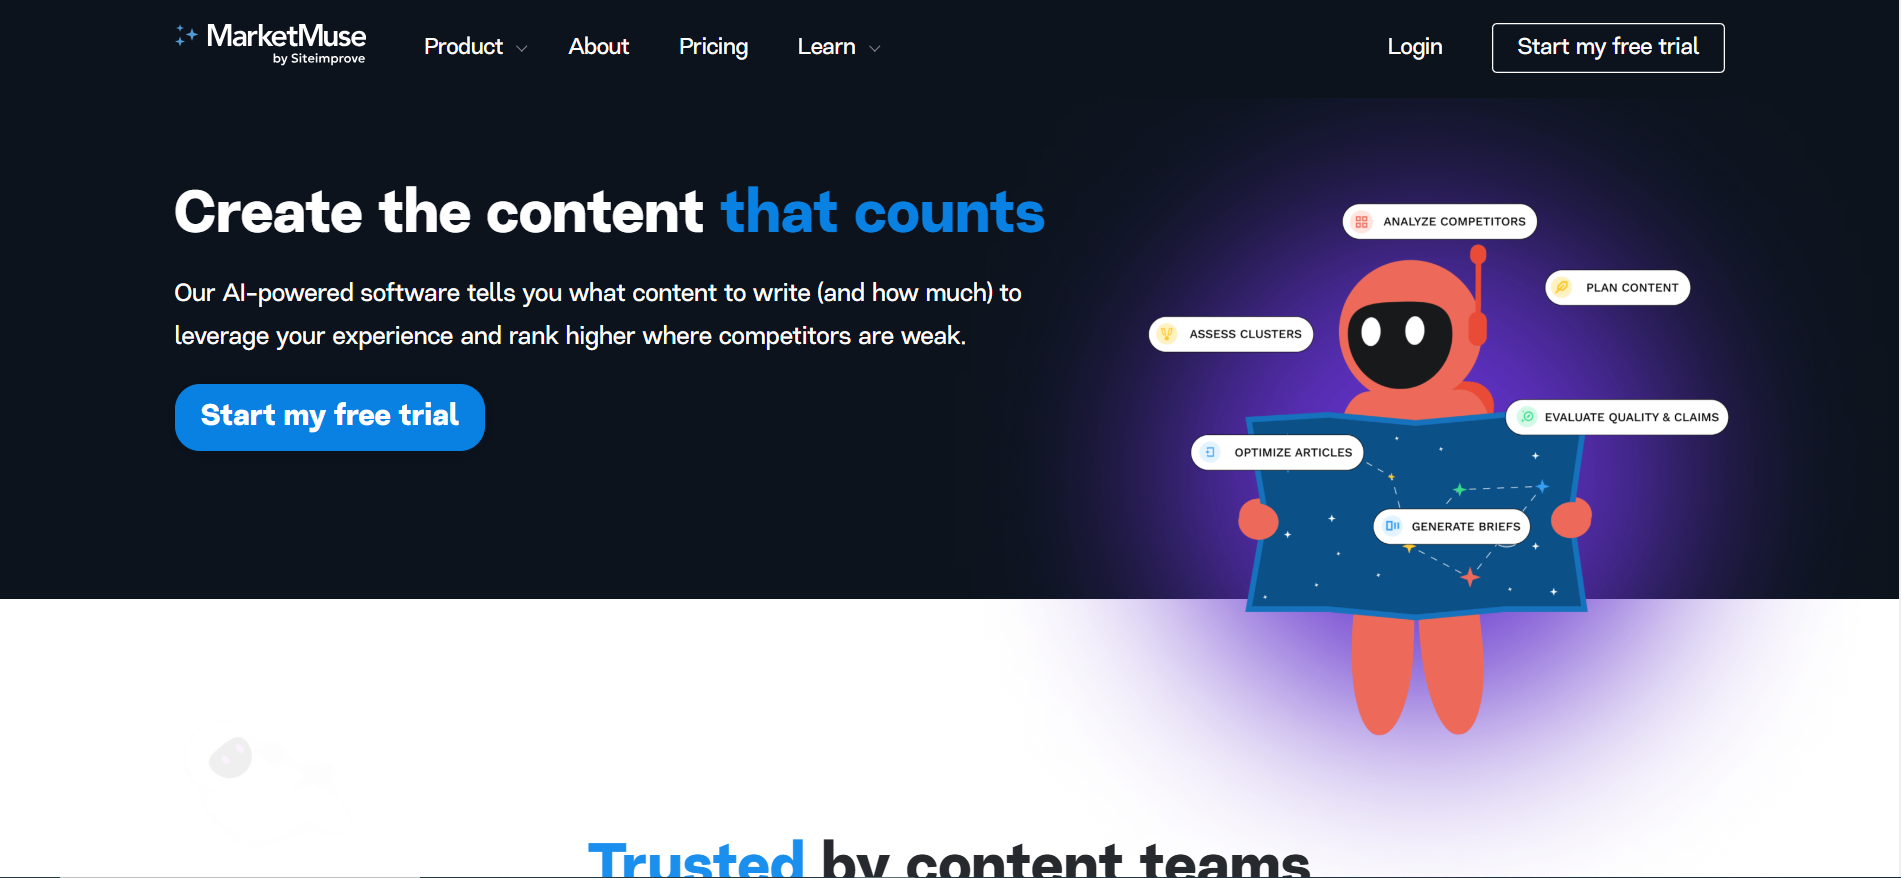 MarketMuse
by Siteimprove
Product
About
Pricing
Learn
Login
Start my free trial
Create the content that counts
Our AI-powered software tells you what content to write (and how much) to
leverage your experience and rank higher where competitors are weak.
Start my free trial
ANALYZE COMPETITORS
PLAN CONTENT
ASSESS CLUSTERS
EVALUATE QUALITY & CLAIMS
OPTIMIZE ARTICLES
GENERATE BRIEFS
Trusted by content teams